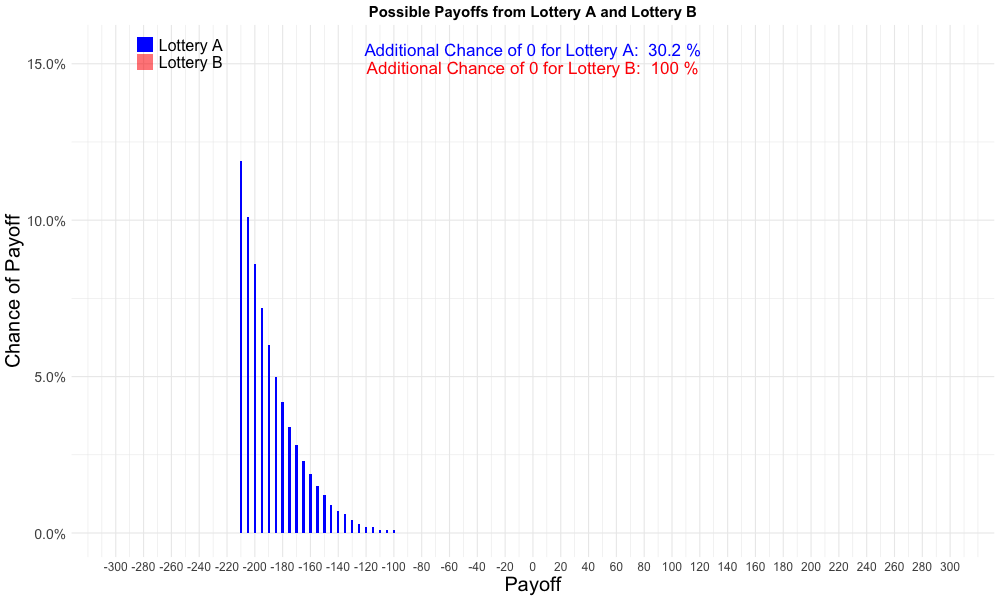 Possible Payoffs from Lottery A and Lottery B
Lottery A
Lottery B
Additional Chance of 0 for Lottery A: 30.2 %
Additional Chance of 0 for Lottery B: 100 %
Chance of Payoff
15.0%
10.0%
5.0%
0.0%
-300 -280 -260 -240 -220 -200 -180 -160 -140 -120 -100 -80 -60 -40 -20 0 20 40 60 80 100 120 140 160 180 200 220 240 260 280 300
Payoff